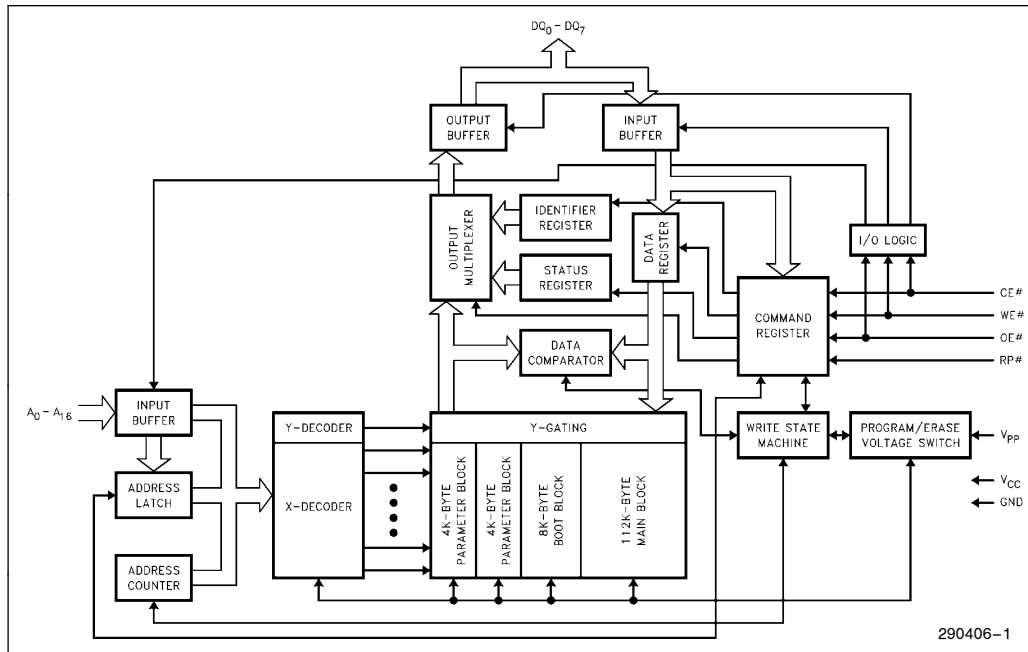 DQ₀ – DQ₇
OUTPUT
BUFFER
INPUT
BUFFER
OUTPUT
MULTIPLEXER
IDENTIFIER
REGISTER
STATUS
REGISTER
DATA
REGISTER
I/O LOGIC
COMMAND
REGISTER
CE#
WE#
OE#
RP#
DATA
COMPARATOR
A₀ – A₁₆
INPUT
BUFFER
ADDRESS
LATCH
ADDRESS
COUNTER
Y-DECODER
X-DECODER
Y-GATING
4K-BYTE
PARAMETER BLOCK
4K-BYTE
PARAMETER BLOCK
8K-BYTE
BOOT BLOCK
112K-BYTE
MAIN BLOCK
WRITE STATE
MACHINE
PROGRAM/ERASE
VOLTAGE SWITCH
V_PP
V_CC
GND
290406–1